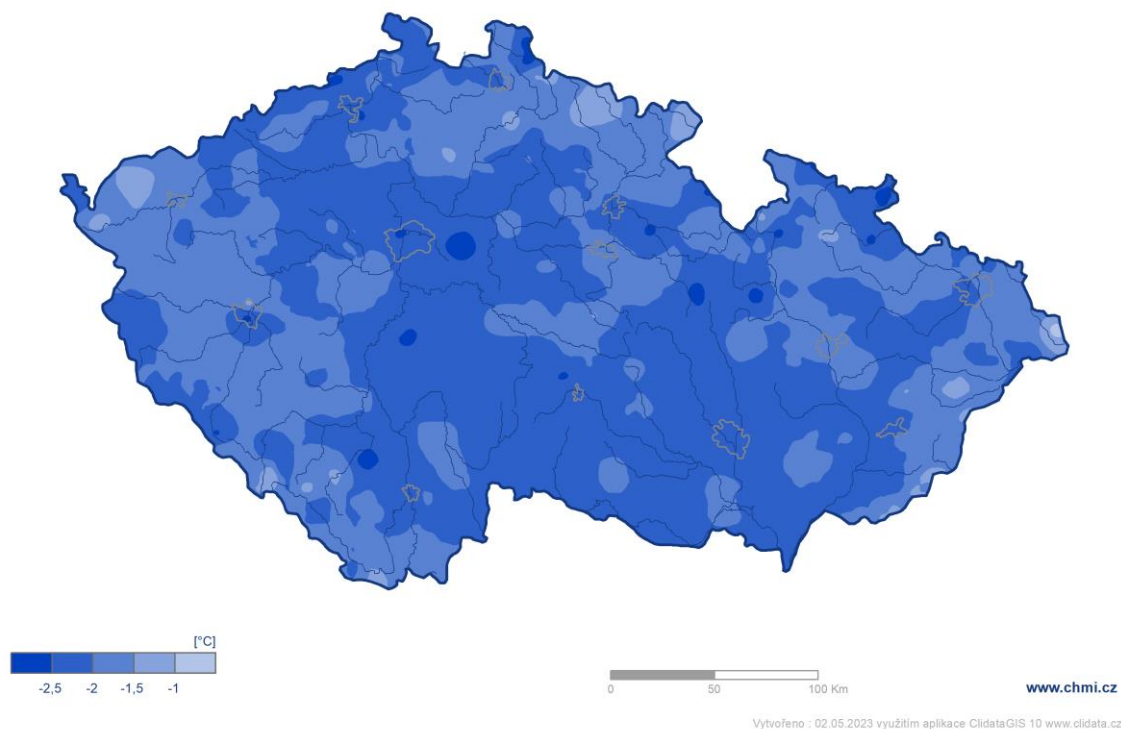 [°C]
-2,5 -2 -1,5 -1
0 50 100 Km
www.chmi.cz
Vytvořeno : 02.05.2023 využitím aplikace ClidataGIS 10 www.clidata.cz